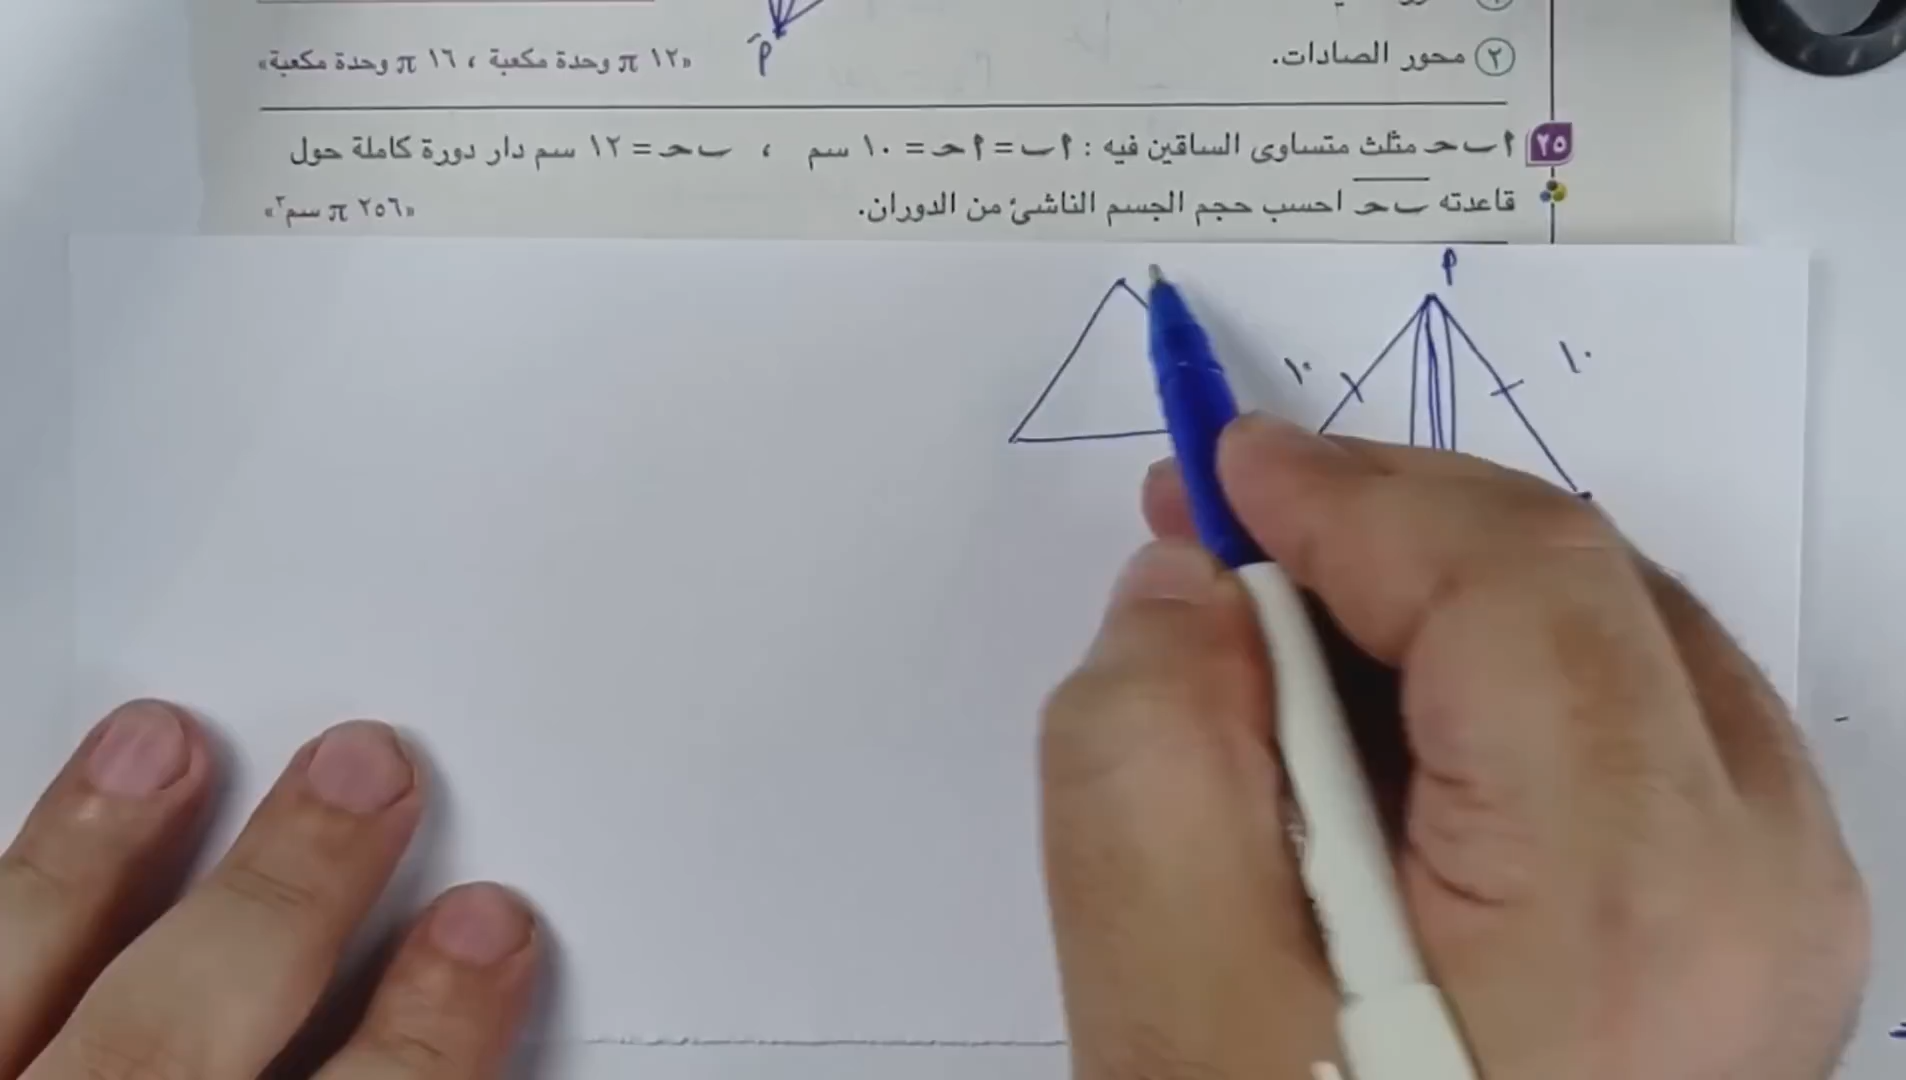 ٢ محور الصادات.
«١٢ π وحدة مكعبة ، ١٦ π وحدة مكعبة»
٢٥ أ ب حـ مثلث متساوى الساقين فيه : أ ب = أ حـ = ١٠ سم ، ب حـ = ١٢ سم دار دورة كاملة حول
قاعدته ب حـ احسب حجم الجسم الناشئ من الدوران.
«٢٥٦ π سم٣»
أَ
أ
١٠
١٠